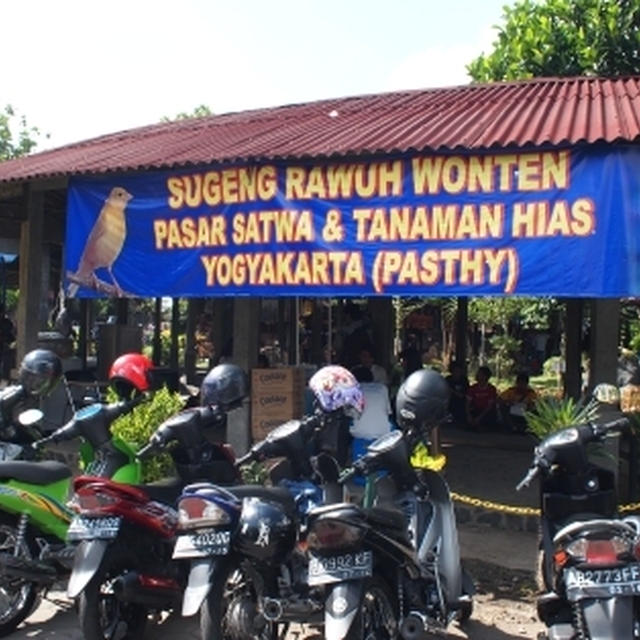 SUGENG RAWUH WONTEN
PASAR SATWA & TANAMAN HIAS
YOGYAKARTA (PASTHY)
AB 2773 FF